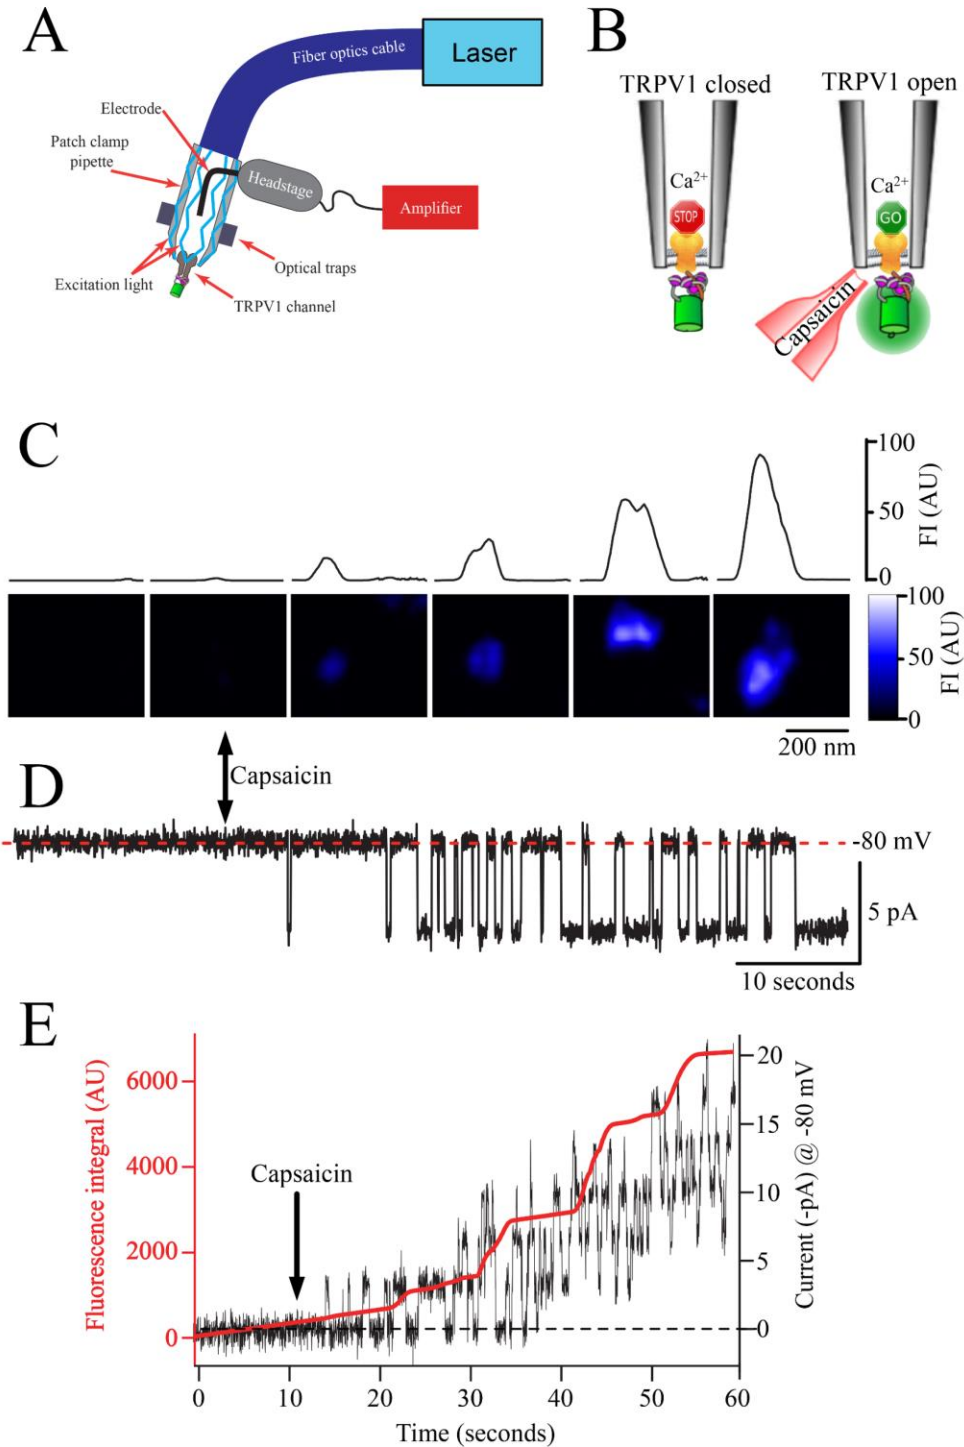 A
Laser
Fiber optics cable
Electrode
Patch clamp
pipette
Headstage
Amplifier
Excitation light
Optical traps
TRPV1 channel
B
TRPV1 closed
TRPV1 open
Ca2+
Ca2+
STOP
GO
Capsaicin
C
100
50
0
FI (AU)
100
50
0
FI (AU)
200 nm
D
Capsaicin
-80 mV
5 pA
10 seconds
E
Fluorescence integral (AU)
6000
4000
2000
0
Capsaicin
20
15
10
5
0
Current (-pA) @ -80 mV
0
10
20
30
40
50
60
Time (seconds)